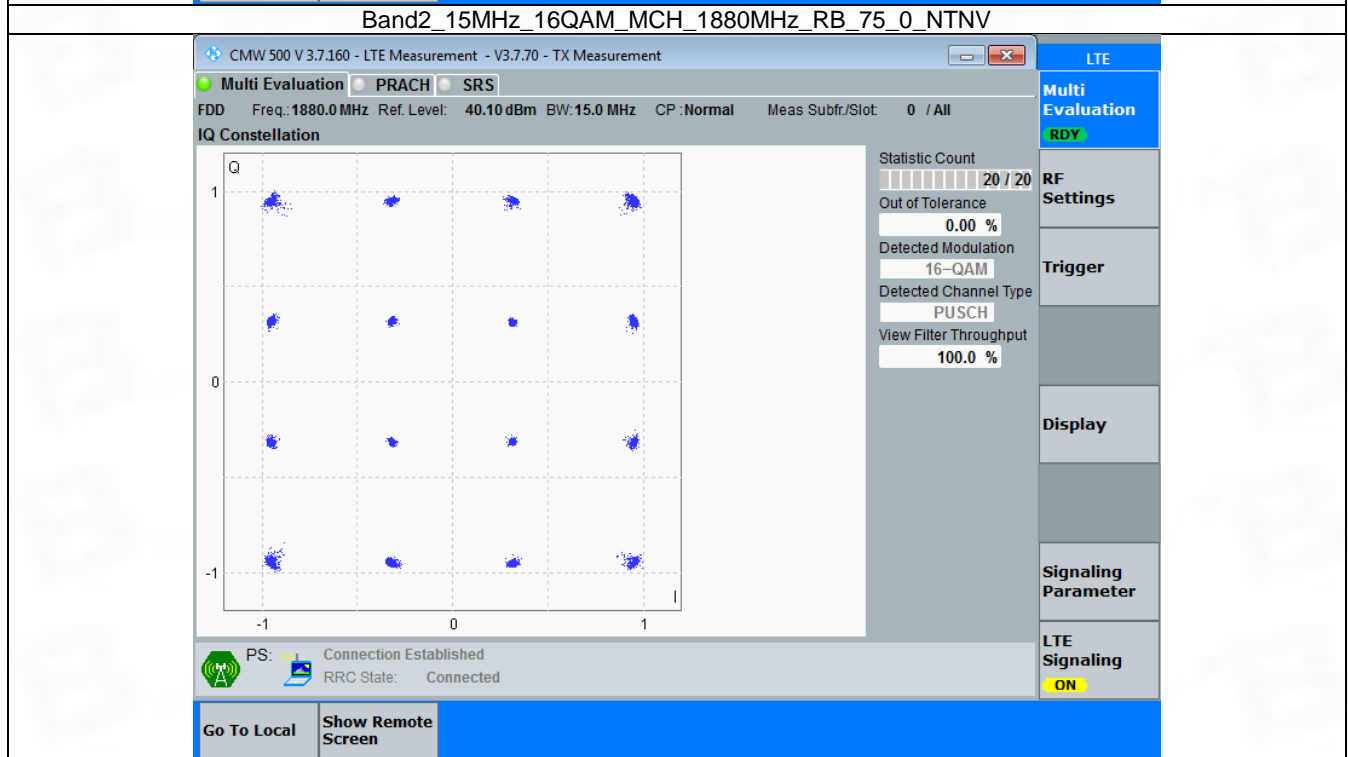 Band2_15MHz_16QAM_MCH_1880MHz_RB_75_0_NTNV
CMW 500 V 3.7.160 - LTE Measurement - V3.7.70 - TX Measurement
LTE
Multi Evaluation PRACH SRS
FDD Freq.:1880.0 MHz Ref. Level: 40.10 dBm BW:15.0 MHz CP :Normal Meas Subfr./Slot: 0 / All
IQ Constellation
Q
1
0
-1
-1 0 1
I
Statistic Count
20 / 20
Out of Tolerance
0.00 %
Detected Modulation
16-QAM
Detected Channel Type
PUSCH
View Filter Throughput
100.0 %
Multi
Evaluation
RDY
RF
Settings
Trigger
Display
Signaling
Parameter
LTE
Signaling
ON
PS: Connection Established
RRC State: Connected
Go To Local
Show Remote
Screen